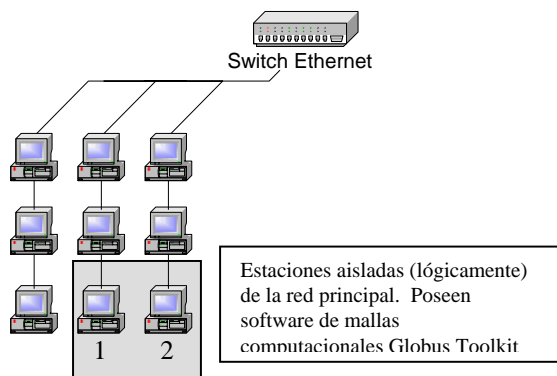 Switch Ethernet
1 2
Estaciones aisladas (lógicamente)
de la red principal. Poseen
software de mallas
computacionales Globus Toolkit